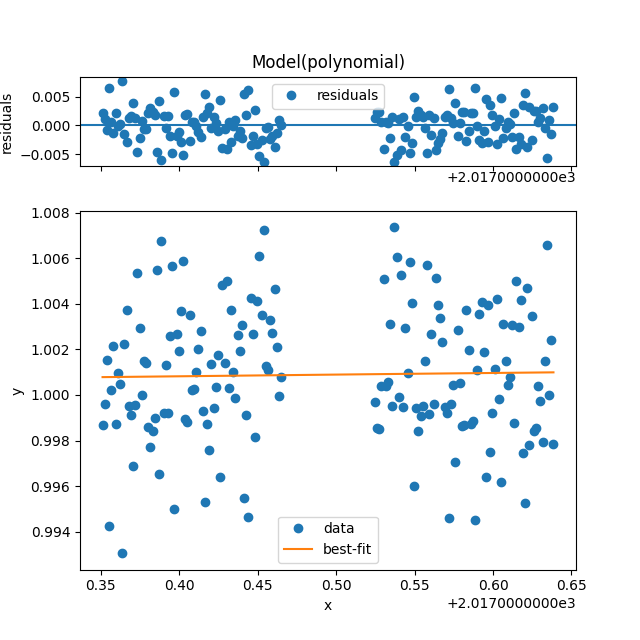 Model(polynomial)
residuals
0.005
0.000
−0.005
residuals
+2.0170000000e3
1.008
1.006
1.004
1.002
1.000
0.998
0.996
0.994
y
data
best-fit
0.35 0.40 0.45 0.50 0.55 0.60 0.65
x
+2.0170000000e3